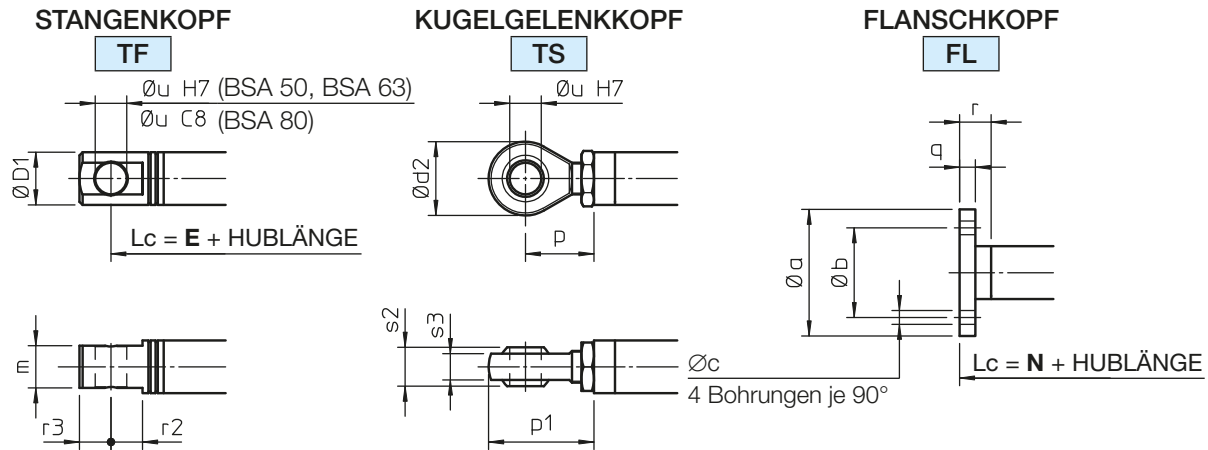 STANGENKOPF
TF
Øu H7 (BSA 50, BSA 63)
Øu C8 (BSA 80)
ØD1
Lc = E + HUBLÄNGE
m
r3
r2
KUGELGELENKKOPF
TS
Øu H7
Ød2
p
s2
s3
p1
FLANSCHKOPF
FL
r
q
Øa
Øb
Øc
4 Bohrungen je 90°
Lc = N + HUBLÄNGE